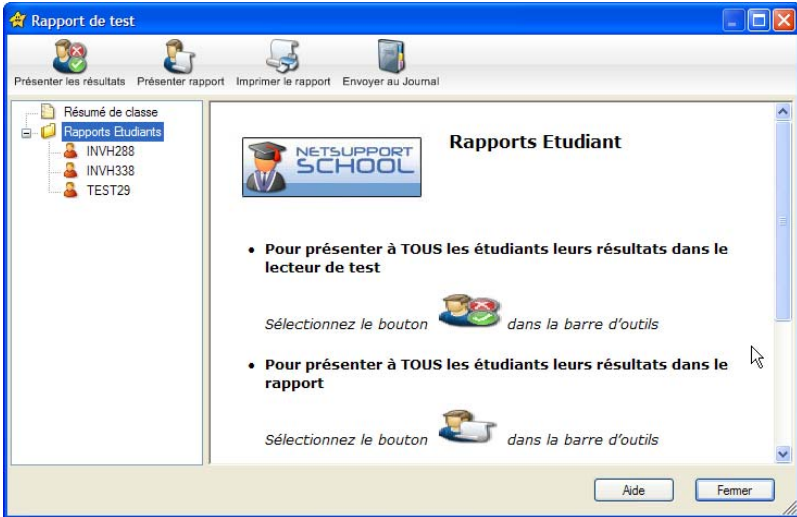 Rapport de test
Présenter les résultats Présenter rapport Imprimer le rapport Envoyer au Journal
Résumé de classe
Rapports Etudiants
INVH288
INVH338
TEST29
NETSUPPORT
SCHOOL
Rapports Etudiant
• Pour présenter à TOUS les étudiants leurs résultats dans le
lecteur de test
Sélectionnez le bouton dans la barre d'outils
• Pour présenter à TOUS les étudiants leurs résultats dans le
rapport
Sélectionnez le bouton dans la barre d'outils
Aide Fermer